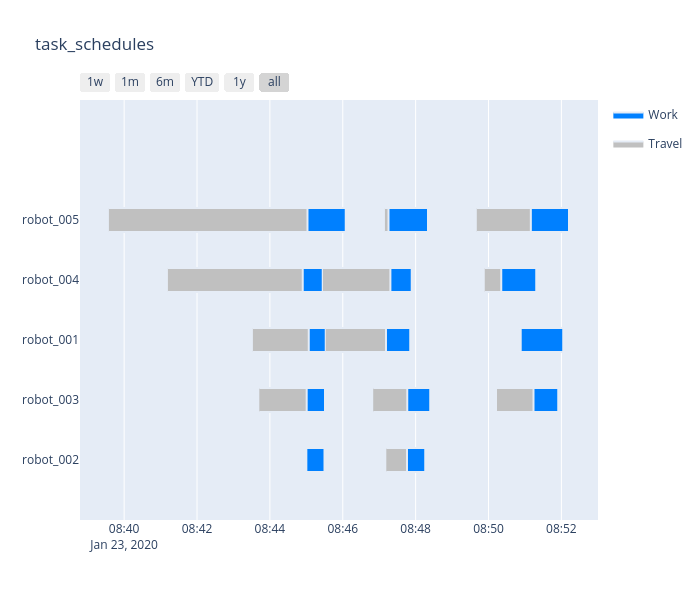 task_schedules
1w 1m 6m YTD 1y all
Work
Travel
robot_005
robot_004
robot_001
robot_003
robot_002
08:40 08:42 08:44 08:46 08:48 08:50 08:52
Jan 23, 2020